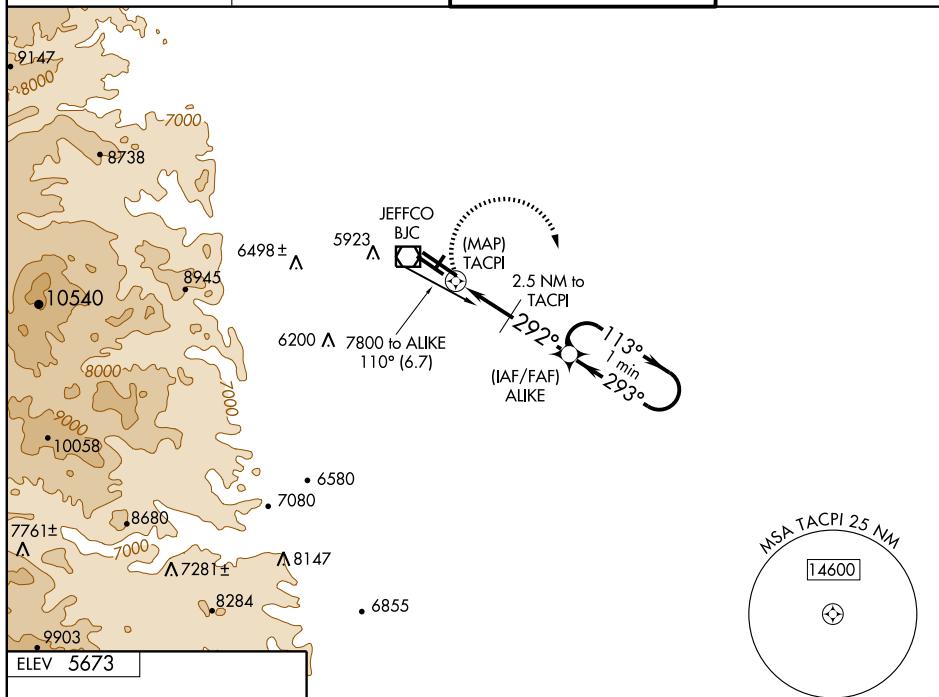 9147
8000
7000
8738
JEFFCO
BJC
5923
(MAP)
TACPI
6498 ±
8945
10540
2.5 NM to
TACPI
292°
6200
7800 to ALIKE
110° (6.7)
113°
1 min
293°
(IAF/FAF)
ALIKE
8000
7000
9000
10058
6580
7080
8680
7761±
7000
7281±
8147
8284
6855
9903
MSA TACPI 25 NM
14600
ELEV 5673